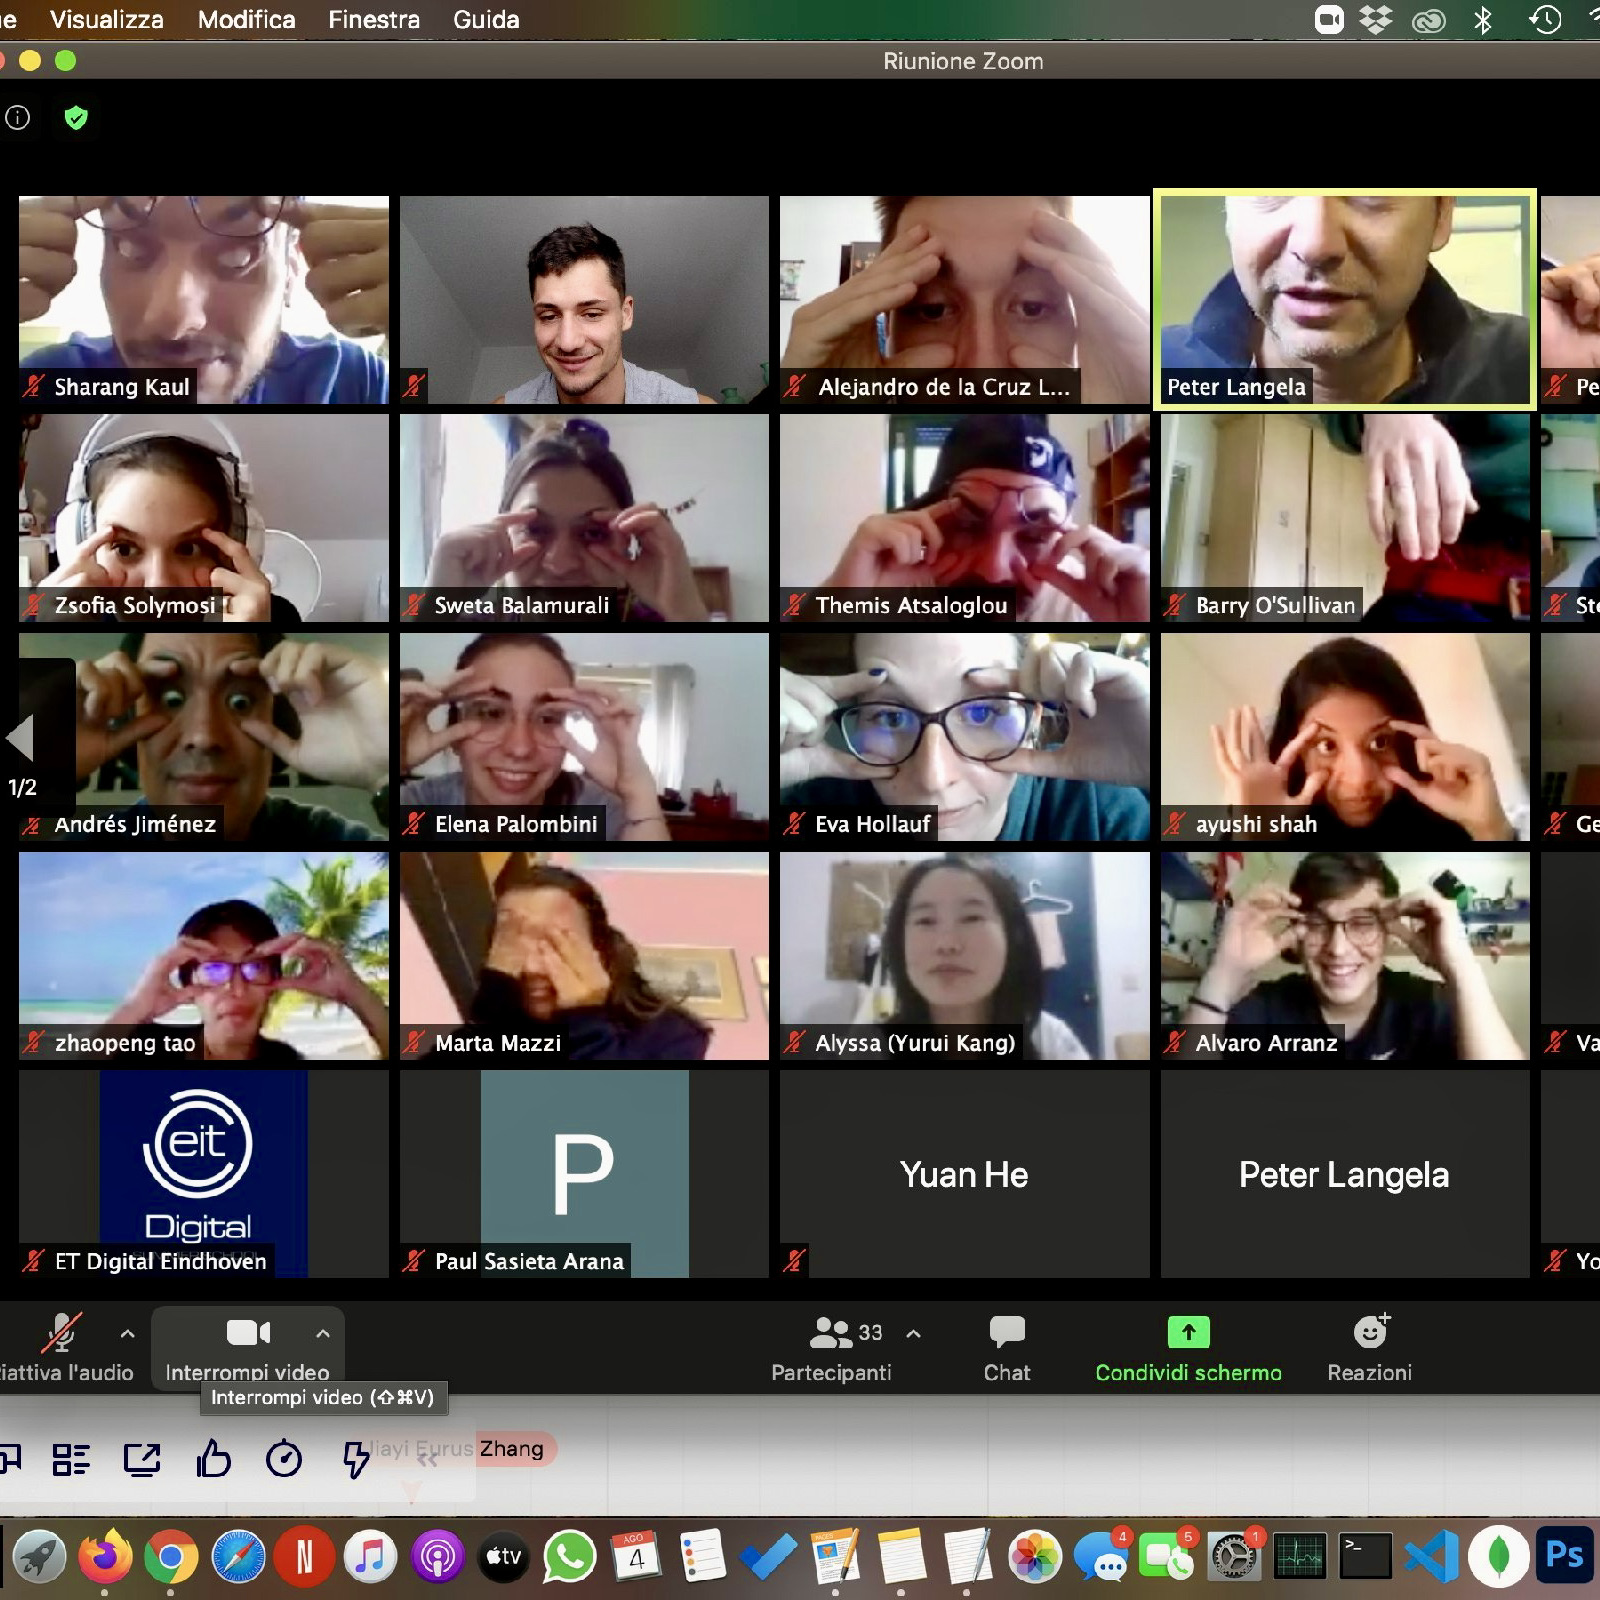 ue Visualizza Modifica Finestra Guida
Riunione Zoom
Sharang Kaul
Alejandro de la Cruz L...
Peter Langela
Pe
Zsofia Solymosi
Sweta Balamurali
Themis Atsaloglou
Barry O'Sullivan
Ste
1/2
Andrés Jiménez
Elena Palombini
Eva Hollauf
ayushi shah
Ge
zhaopeng tao
Marta Mazzi
Alyssa (Yurui Kang)
Alvaro Arranz
Va
eit
Digital
ET Digital Eindhoven
P
Paul Sasieta Arana
Yuan He
Peter Langela
Yo
iattiva l'audio
Interrompi video
33
Partecipanti
Chat
Condividi schermo
Reazioni
Interrompi video (⇧⌘V)
Jiayi Eurus Zhang
N
tv
AGO
4
PAGES
4
5
1
>_
Ps